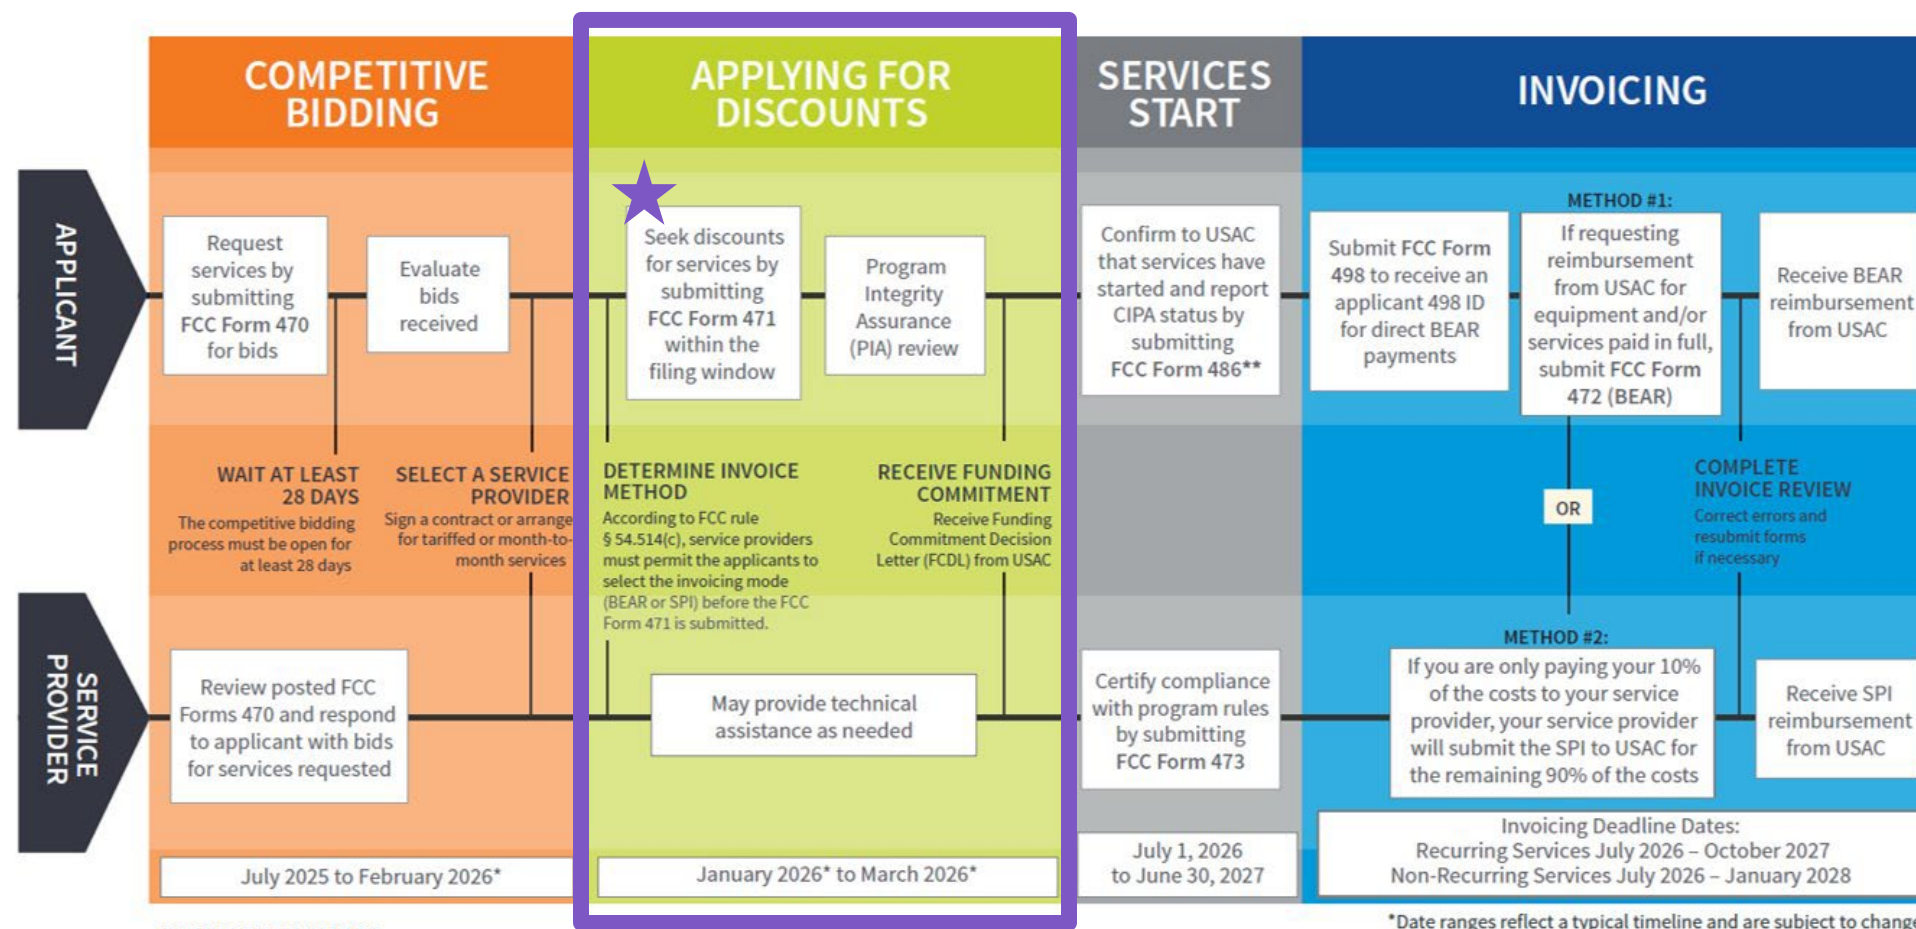 COMPETITIVE
BIDDING
APPLYING FOR
DISCOUNTS
SERVICES
START
INVOICING
APPLICANT
Request
services by
submitting
FCC Form 470
for bids
Evaluate
bids
received
Seek discounts
for services by
submitting
FCC Form 471
within the
filing window
Program
Integrity
Assurance
(PIA) review
Confirm to USAC
that services have
started and report
CIPA status by
submitting
FCC Form 486**
Submit FCC Form
498 to receive an
applicant 498 ID
for direct BEAR
payments
METHOD #1:
If requesting
reimbursement
from USAC for
equipment and/or
services paid in full,
submit FCC Form
472 (BEAR)
Receive BEAR
reimbursement
from USAC
WAIT AT LEAST
28 DAYS
The competitive bidding
process must be open for
at least 28 days
SELECT A SERVICE
PROVIDER
Sign a contract or arrange
for tariffed or month-to-
month services
DETERMINE INVOICE
METHOD
According to FCC rule
§ 54.514(c), service providers
must permit the applicants to
select the invoicing mode
(BEAR or SPI) before the FCC
Form 471 is submitted.
RECEIVE FUNDING
COMMITMENT
Receive Funding
Commitment Decision
Letter (FCDL) from USAC
OR
COMPLETE
INVOICE REVIEW
Correct errors and
resubmit forms
if necessary
SERVICE
PROVIDER
Review posted FCC
Forms 470 and respond
to applicant with bids
for services requested
May provide technical
assistance as needed
Certify compliance
with program rules
by submitting
FCC Form 473
METHOD #2:
If you are only paying your 10%
of the costs to your service
provider, your service provider
will submit the SPI to USAC for
the remaining 90% of the costs
Receive SPI
reimbursement
from USAC
July 2025 to February 2026*
January 2026* to March 2026*
July 1, 2026
to June 30, 2027
Invoicing Deadline Dates:
Recurring Services July 2026 – October 2027
Non-Recurring Services July 2026 – January 2028
*Date ranges reflect a typical timeline and are subject to change